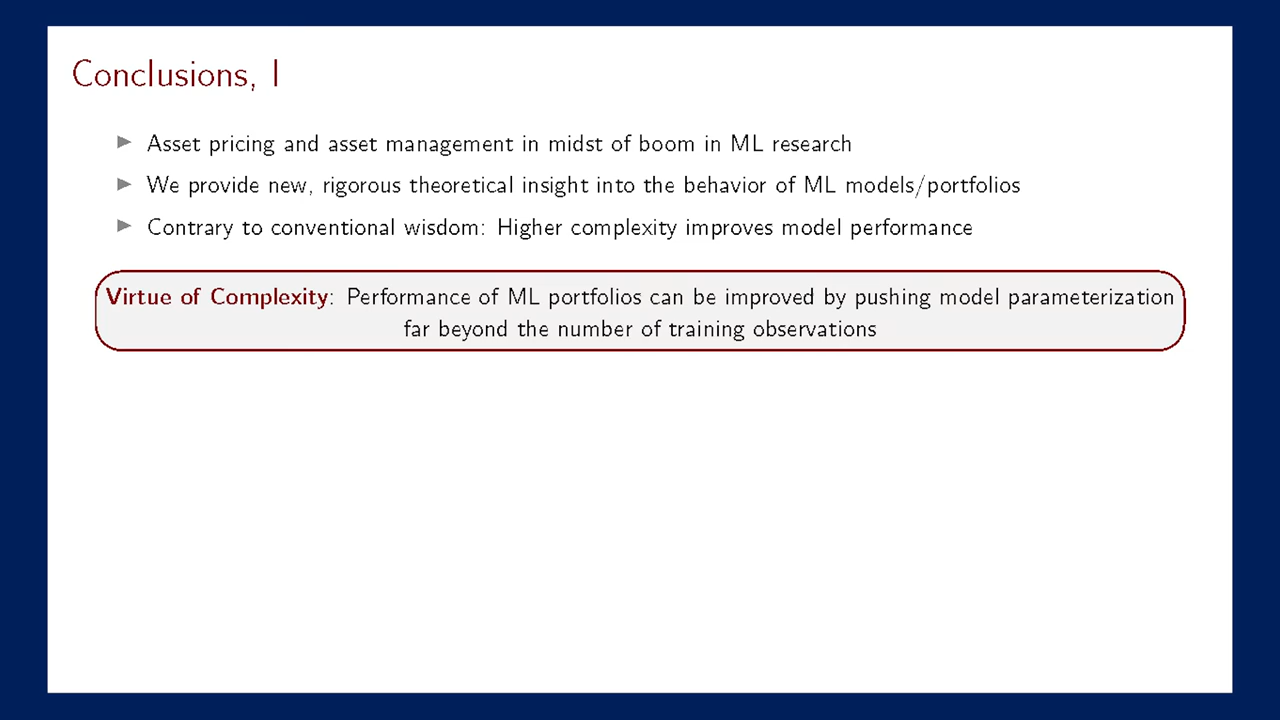 Conclusions, I
Asset pricing and asset management in midst of boom in ML research
We provide new, rigorous theoretical insight into the behavior of ML models/portfolios
Contrary to conventional wisdom: Higher complexity improves model performance
Virtue of Complexity: Performance of ML portfolios can be improved by pushing model parameterization
far beyond the number of training observations